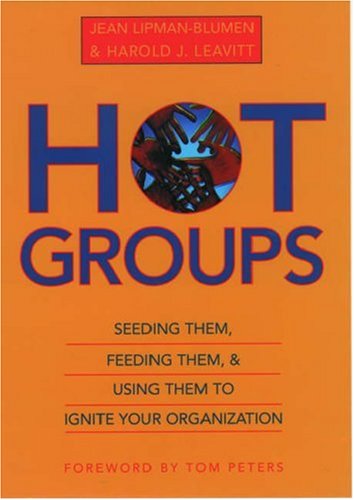 JEAN LIPMAN-BLUMEN
& HAROLD J. LEAVITT
HOT
GROUPS
SEEDING THEM,
FEEDING THEM, &
USING THEM TO
IGNITE YOUR ORGANIZATION
FOREWORD BY TOM PETERS